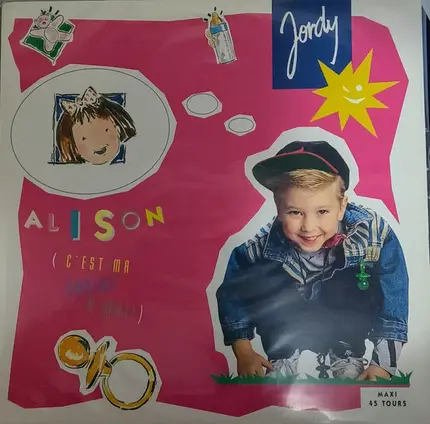 Jordy
ALISON
( C'EST MA
)
MAXI
45 TOURS